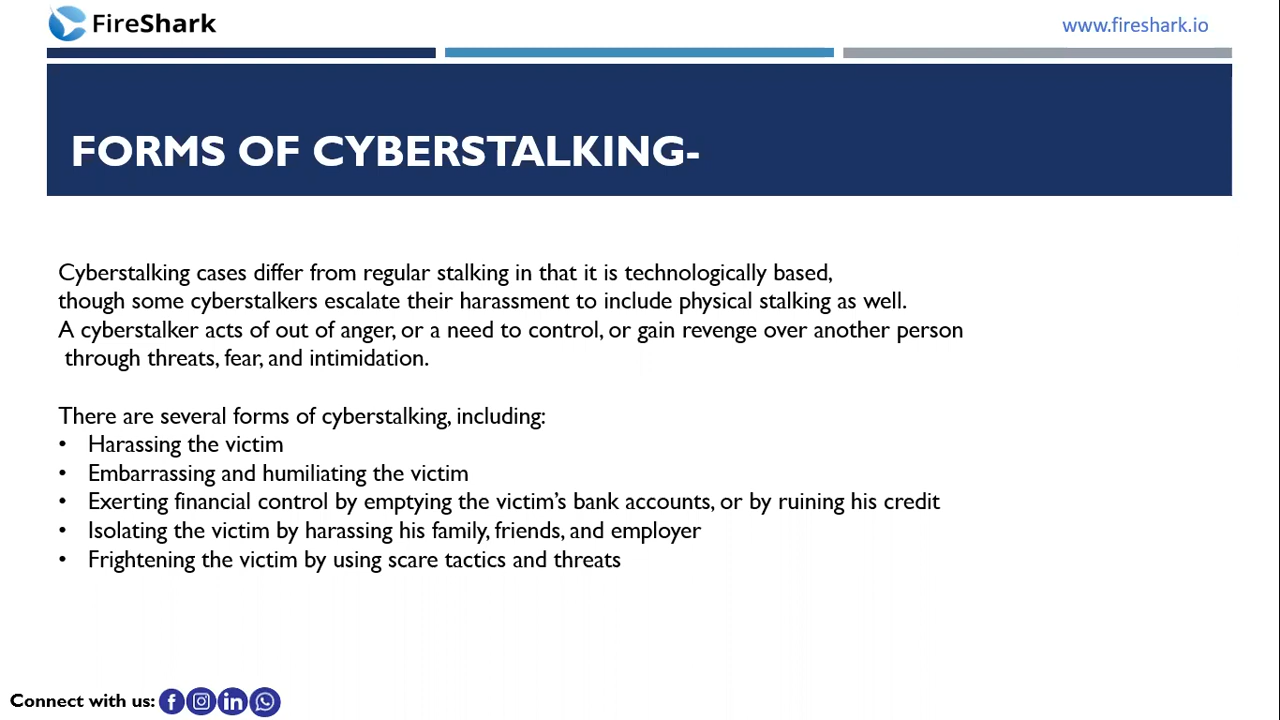 FireShark
www.fireshark.io
FORMS OF CYBERSTALKING-
Cyberstalking cases differ from regular stalking in that it is technologically based,
though some cyberstalkers escalate their harassment to include physical stalking as well.
A cyberstalker acts of out of anger, or a need to control, or gain revenge over another person
through threats, fear, and intimidation.
There are several forms of cyberstalking, including:
• Harassing the victim
• Embarrassing and humiliating the victim
• Exerting financial control by emptying the victim’s bank accounts, or by ruining his credit
• Isolating the victim by harassing his family, friends, and employer
• Frightening the victim by using scare tactics and threats
Connect with us: